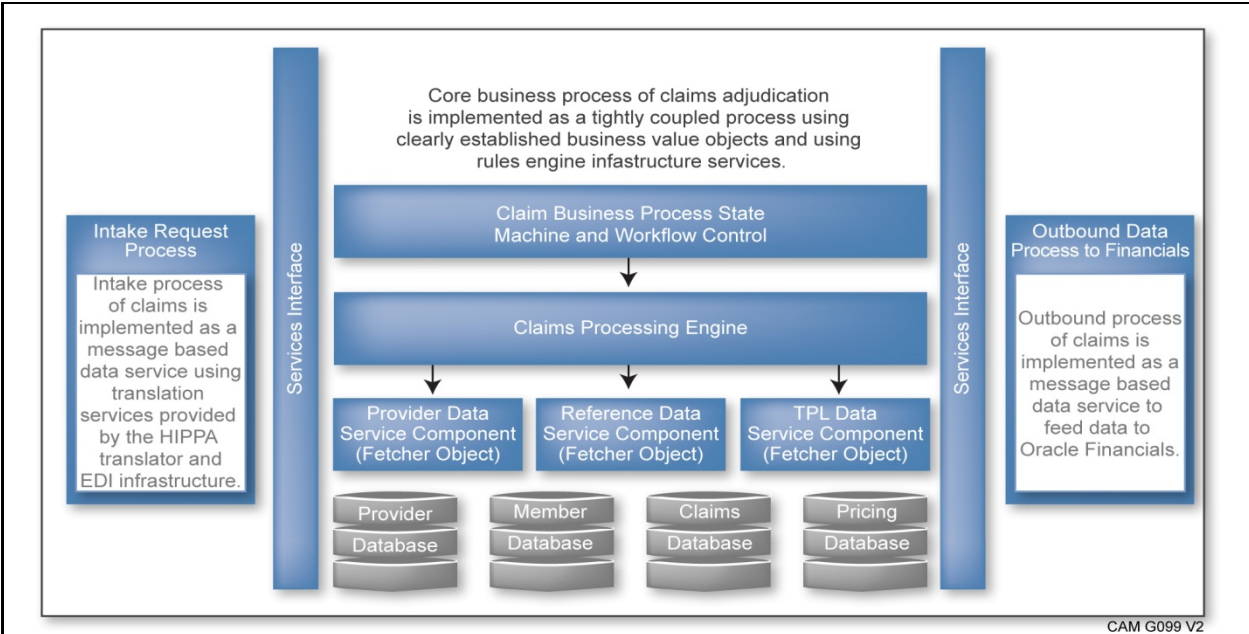 Core business process of claims adjudication
is implemented as a tightly coupled process using
clearly established business value objects and using
rules engine infastructure services.
Intake Request
Process
Intake process
of claims is
implemented as a
message based
data service using
translation
services provided
by the HIPPA
translator and
EDI infrastructure.
Services Interface
Claim Business Process State
Machine and Workflow Control
Claims Processing Engine
Provider Data
Service Component
(Fetcher Object)
Reference Data
Service Component
(Fetcher Object)
TPL Data
Service Component
(Fetcher Object)
Provider
Database
Member
Database
Claims
Database
Pricing
Database
Services Interface
Outbound Data
Process to Financials
Outbound process
of claims is
implemented as a
message based
data service to
feed data to
Oracle Financials.
CAM G099 V2